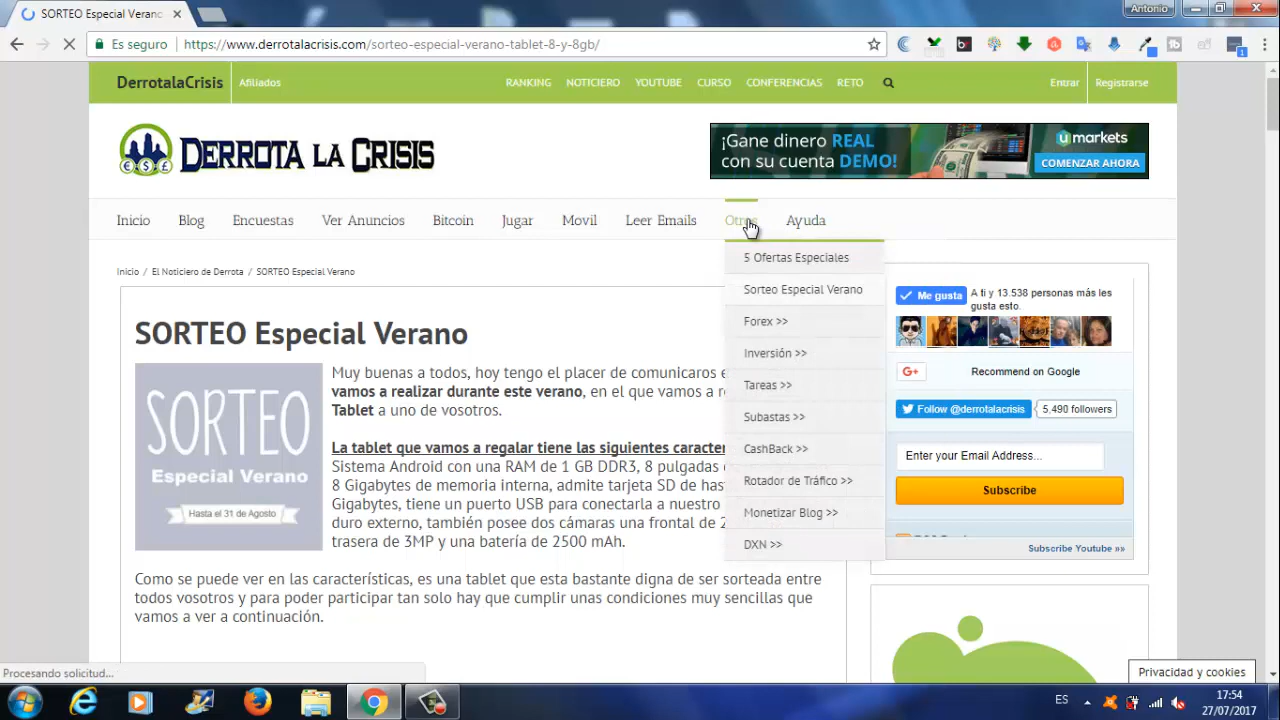 SORTEO Especial Verano
Antonio
Es seguro
https://www.derrotalacrisis.com/sorteo-especial-verano-tablet-8-y-8gb/
DerrotalaCrisis
Afiliados
RANKING NOTICIERO YOUTUBE CURSO CONFERENCIAS RETO
Entrar Registrarse
DERROTA LA CRISIS
¡Gane dinero REAL
con su cuenta DEMO!
umarkets
COMENZAR AHORA
Inicio Blog Encuestas Ver Anuncios Bitcoin Jugar Movil Leer Emails Otros Ayuda
5 Ofertas Especiales
Sorteo Especial Verano
Forex >>
Inversión >>
Tareas >>
Subastas >>
CashBack >>
Rotador de Tráfico >>
Monetizar Blog >>
DXN >>
Inicio / El Noticiero de Derrota / SORTEO Especial Verano
SORTEO Especial Verano
SORTEO
Especial Verano
Hasta el 31 de Agosto
Muy buenas a todos, hoy tengo el placer de comunicaros
vamos a realizar durante este verano, en el que vamos a
Tablet a uno de vosotros.
La tablet que vamos a regalar tiene las siguientes
Sistema Android con una RAM de 1 GB DDR3, 8 pulgadas
8 Gigabytes de memoria interna, admite tarjeta SD de
Gigabytes, tiene un puerto USB para conectarla a nuestro
duro externo, también posee dos cámaras una frontal de
trasera de 3MP y una batería de 2500 mAh.
Como se puede ver en las características, es una tablet que esta bastante digna de ser sorteada entre
todos vosotros y para poder participar tan solo hay que cumplir unas condiciones muy sencillas que
vamos a ver a continuación.
Me gusta
A ti y 13.538 personas más les
gusta esto.
G+
Recommend on Google
Follow @derrotalacrisis
5,490 followers
Enter your Email Address...
Subscribe
Subscribe Youtube »»
Privacidad y cookies
Procesando solicitud...
ES
17:54
27/07/2017